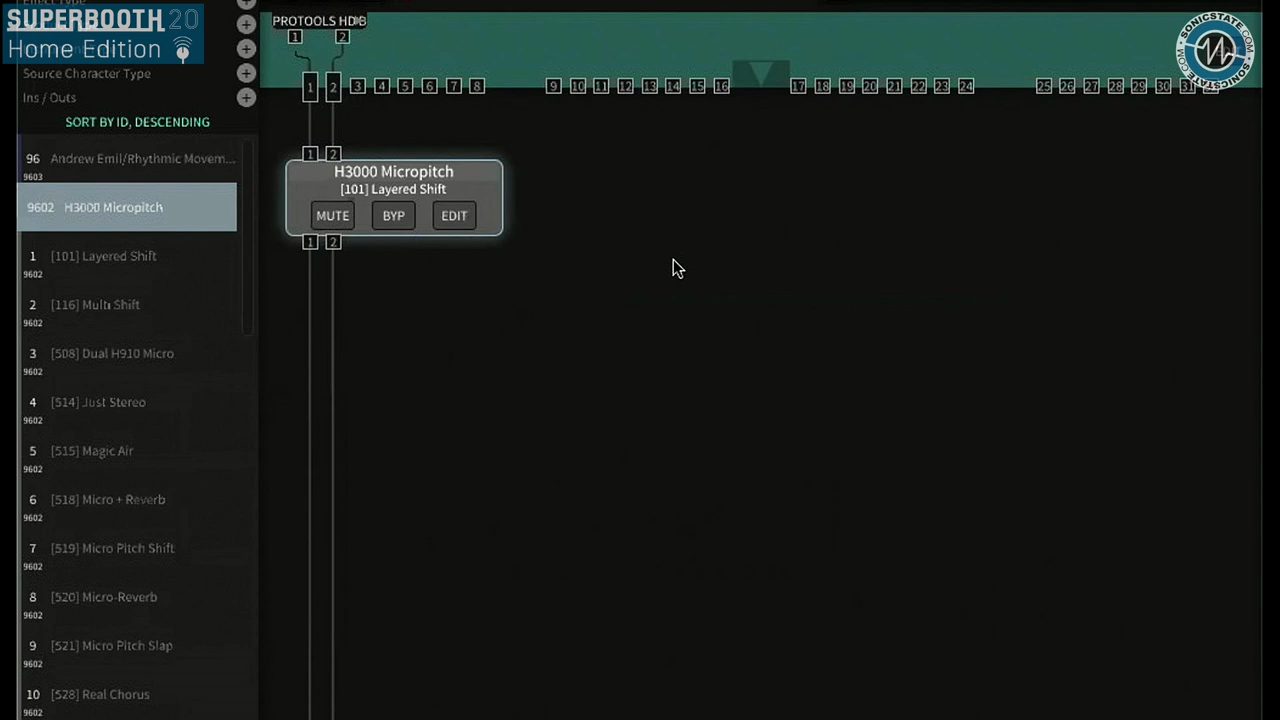 SUPERBOOTH 20
Home Edition
Source Character Type
Ins / Outs
SORT BY ID, DESCENDING
96 Andrew Emil/Rhythmic Movem...
9603
9602 H3000 Micropitch
1 [101] Layered Shift
9602
2 [116] Multi Shift
9602
3 [508] Dual H910 Micro
9602
4 [514] Just Stereo
9602
5 [515] Magic Air
9602
6 [518] Micro + Reverb
9602
7 [519] Micro Pitch Shift
9602
8 [520] Micro-Reverb
9602
9 [521] Micro Pitch Slap
9602
10 [528] Real Chorus
9602
PROTOOLS HD B
1 2
1 2 3 4 5 6 7 8 9 10 11 12 13 14 15 16 17 18 19 20 21 22 23 24 25 26 27 28 29 30 31
1 2
H3000 Micropitch
[101] Layered Shift
MUTE BYP EDIT
1 2
SONICSTATE.COM
SONICSTATE.COM